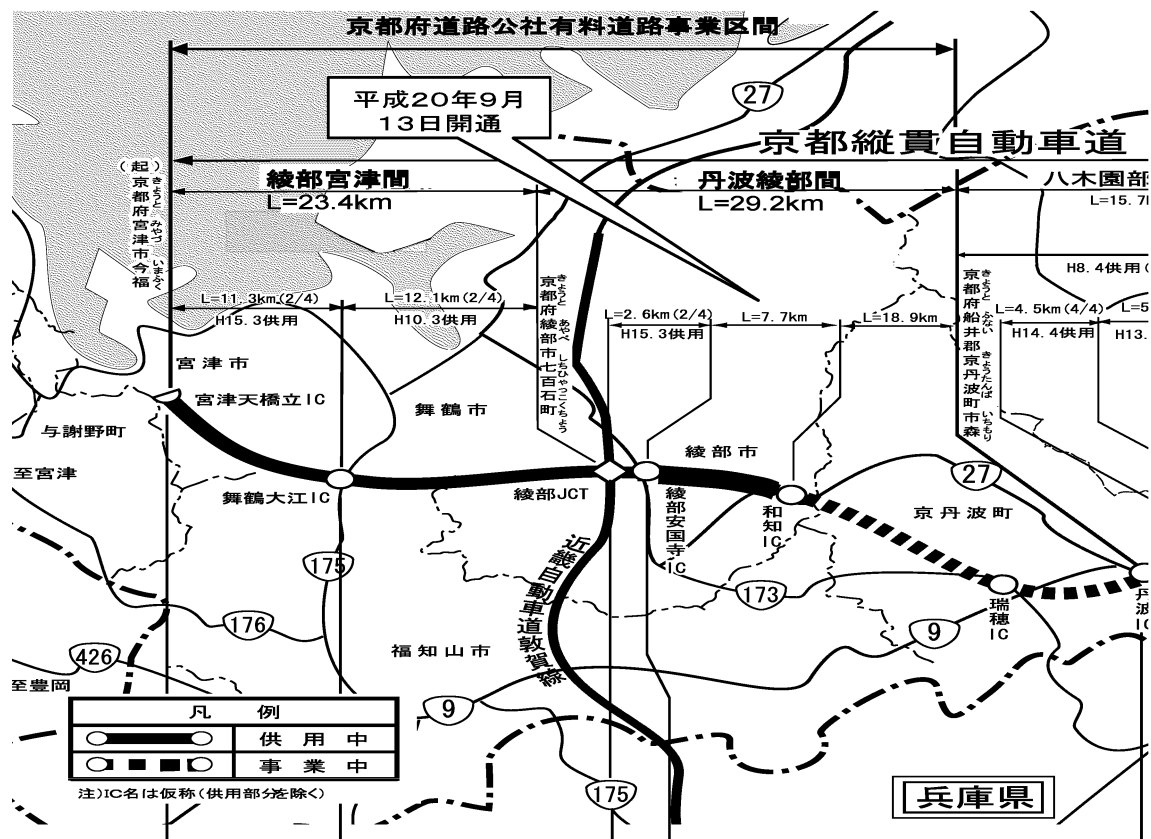 京都府道路公社有料道路事業区間
27
平成20年9月
13日開通
京都縦貫自動車道
(起)京都府宮津市今福
きょうと みやづ いまふく
綾部宮津間
L=23.4km
丹波綾部間
L=29.2km
八木園部
L=15.7
H8.4供用(
L=11.3km(2/4)
H15.3供用
L=12.1km(2/4)
H10.3供用
京都府綾部市七百石町
きょうと あやべ しちひゃっこくちょう
L=2.6km(2/4)
H15.3供用
L=7.7km
L=18.9km
京都府船井郡京丹波町市森
きょうと ふない きょうたんば いちもり
L=4.5km(4/4)
H14.4供用
L=5
H13.
宮津市
宮津天橋立IC
与謝野町
至宮津
舞鶴市
舞鶴大江IC
綾部JCT
綾部市
綾部安国寺IC
和知IC
27
京丹波町
近畿自動車道敦賀線
175
173
176
瑞穂IC
丹波IC
9
426
福知山市
至豊岡
9
凡 例
供 用 中
事 業 中
注)IC名は仮称(供用部分を除く)
175
兵庫県